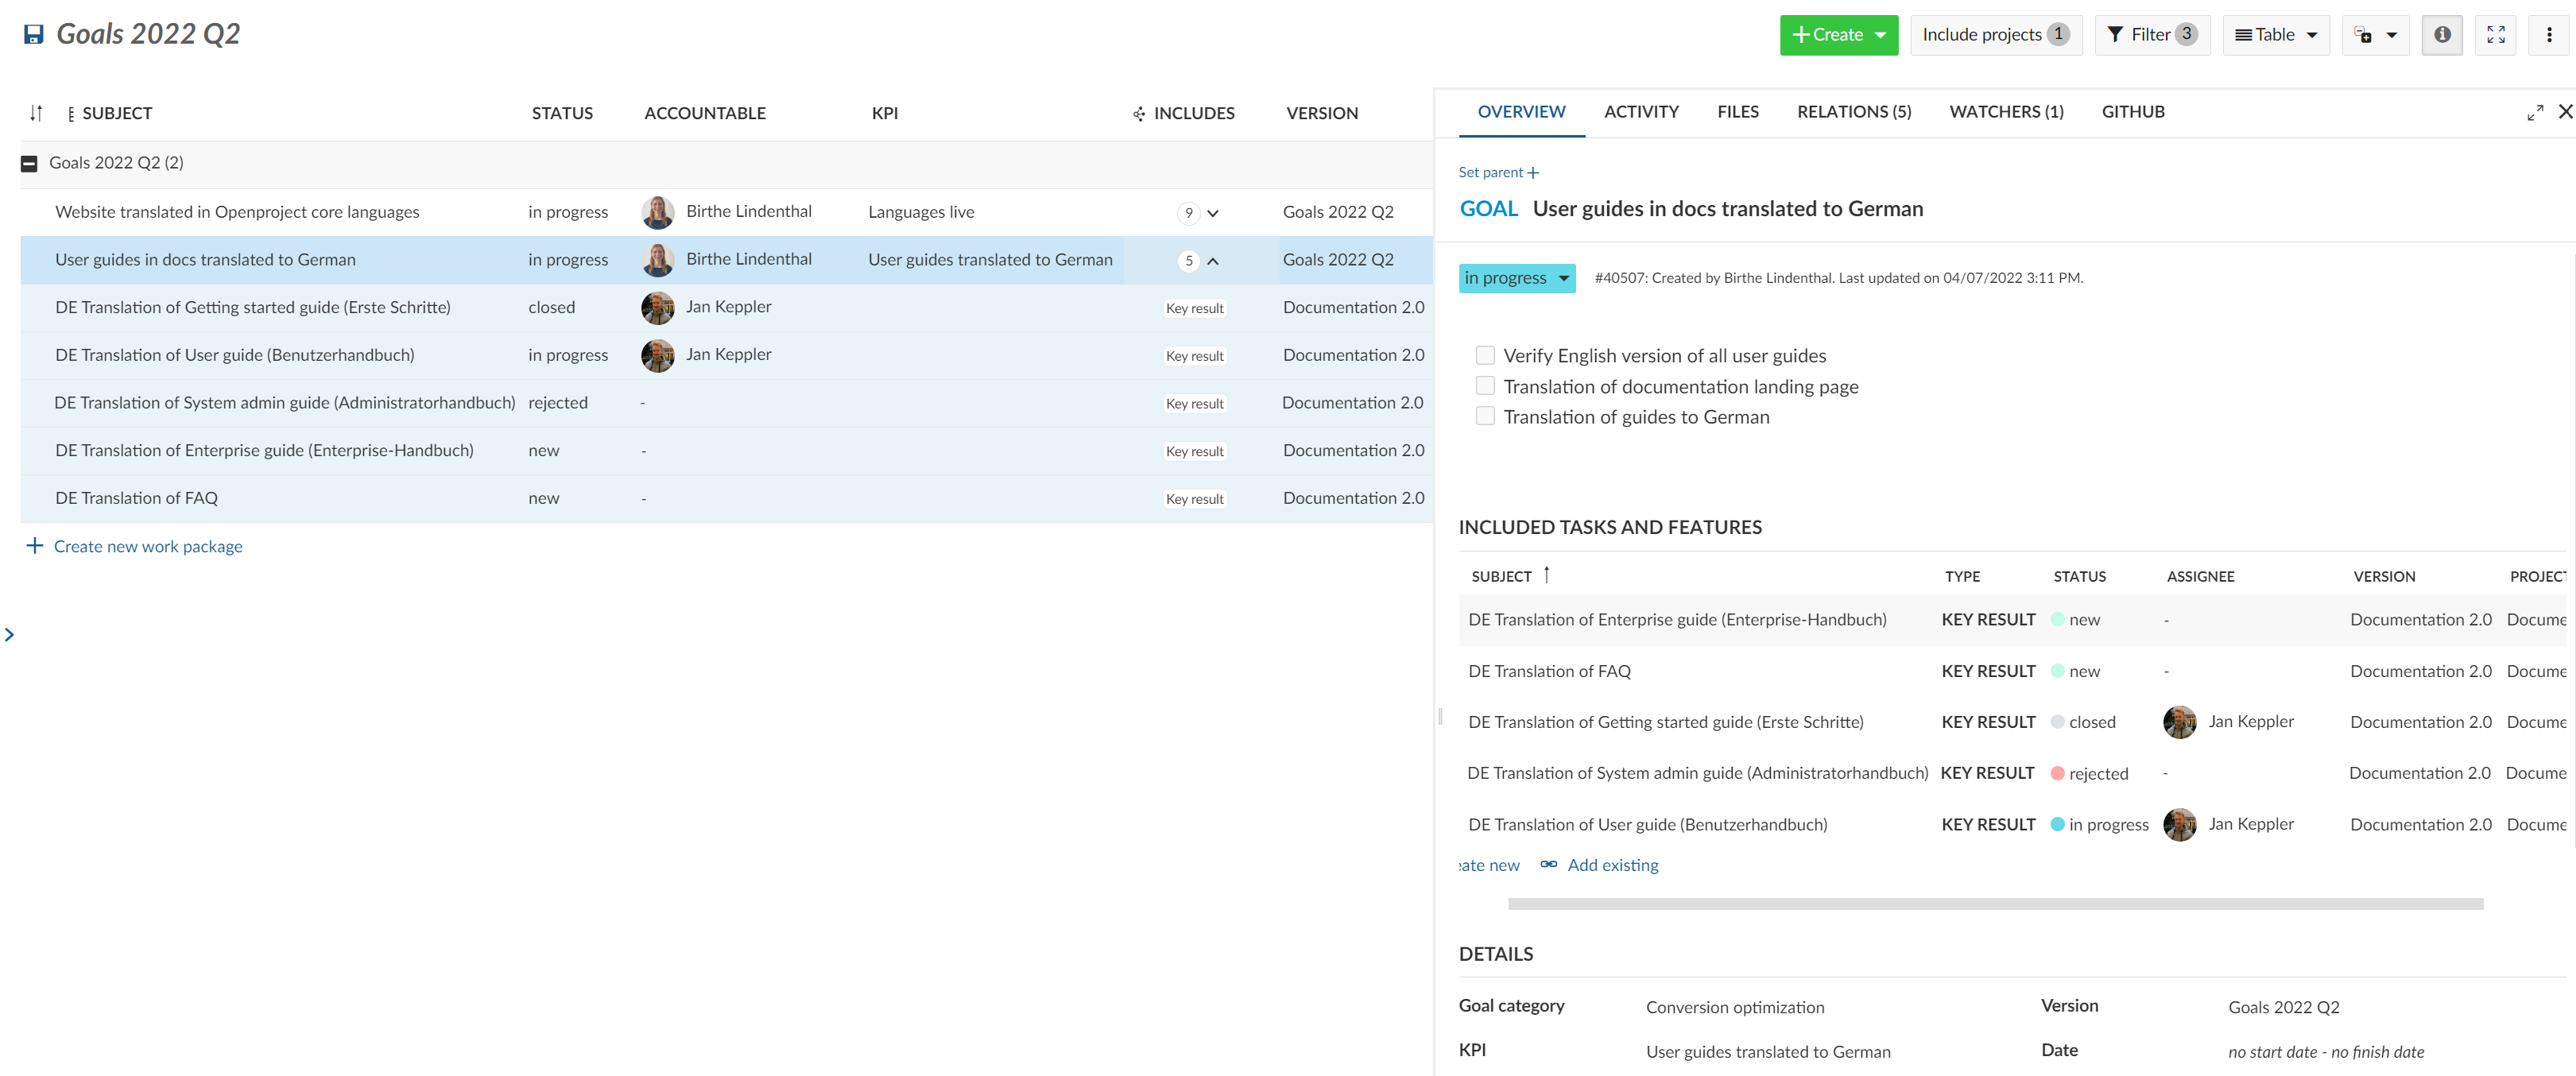 Goals 2022 Q2
Create
Include projects 1
Filter 3
Table
SUBJECT STATUS ACCOUNTABLE KPI INCLUDES VERSION
Goals 2022 Q2 (2)
Website translated in Openproject core languages in progress Birthe Lindenthal Languages live 9 Goals 2022 Q2
User guides in docs translated to German in progress Birthe Lindenthal User guides translated to German 5 Goals 2022 Q2
DE Translation of Getting started guide (Erste Schritte) closed Jan Keppler Key result Documentation 2.0
DE Translation of User guide (Benutzerhandbuch) in progress Jan Keppler Key result Documentation 2.0
DE Translation of System admin guide (Administratorhandbuch) rejected - Key result Documentation 2.0
DE Translation of Enterprise guide (Enterprise-Handbuch) new - Key result Documentation 2.0
DE Translation of FAQ new - Key result Documentation 2.0
Create new work package
OVERVIEW ACTIVITY FILES RELATIONS (5) WATCHERS (1) GITHUB
Set parent
GOAL User guides in docs translated to German
in progress #40507: Created by Birthe Lindenthal. Last updated on 04/07/2022 3:11 PM.
Verify English version of all user guides
Translation of documentation landing page
Translation of guides to German
INCLUDED TASKS AND FEATURES
SUBJECT TYPE STATUS ASSIGNEE VERSION PROJECT
DE Translation of Enterprise guide (Enterprise-Handbuch) KEY RESULT new - Documentation 2.0 Docume
DE Translation of FAQ KEY RESULT new - Documentation 2.0 Docume
DE Translation of Getting started guide (Erste Schritte) KEY RESULT closed Jan Keppler Documentation 2.0 Docume
DE Translation of System admin guide (Administratorhandbuch) KEY RESULT rejected - Documentation 2.0 Docume
DE Translation of User guide (Benutzerhandbuch) KEY RESULT in progress Jan Keppler Documentation 2.0 Docume
eate new Add existing
DETAILS
Goal category Conversion optimization Version Goals 2022 Q2
KPI User guides translated to German Date no start date - no finish date